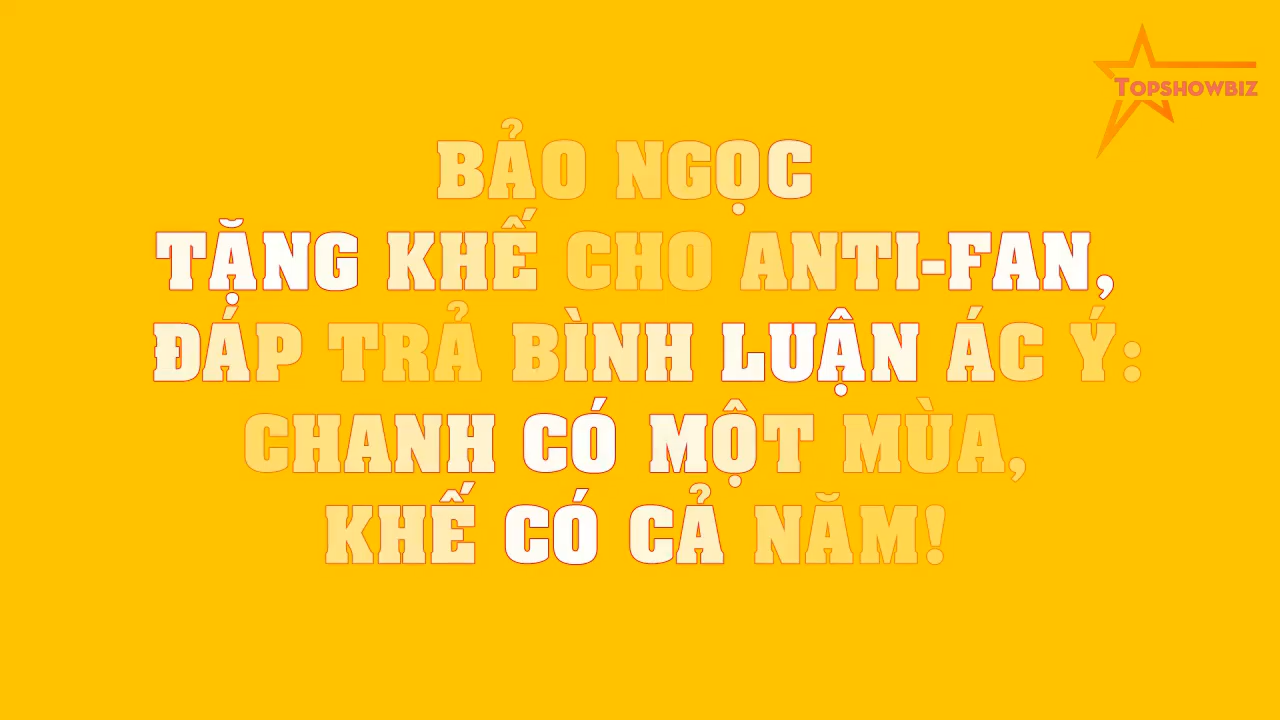 TOPSHOWBIZ
BẢO NGỌC
TẶNG KHẾ CHO ANTI-FAN,
ĐÁP TRẢ BÌNH LUẬN ÁC Ý:
CHANH CÓ MỘT MÙA,
KHẾ CÓ CẢ NĂM!